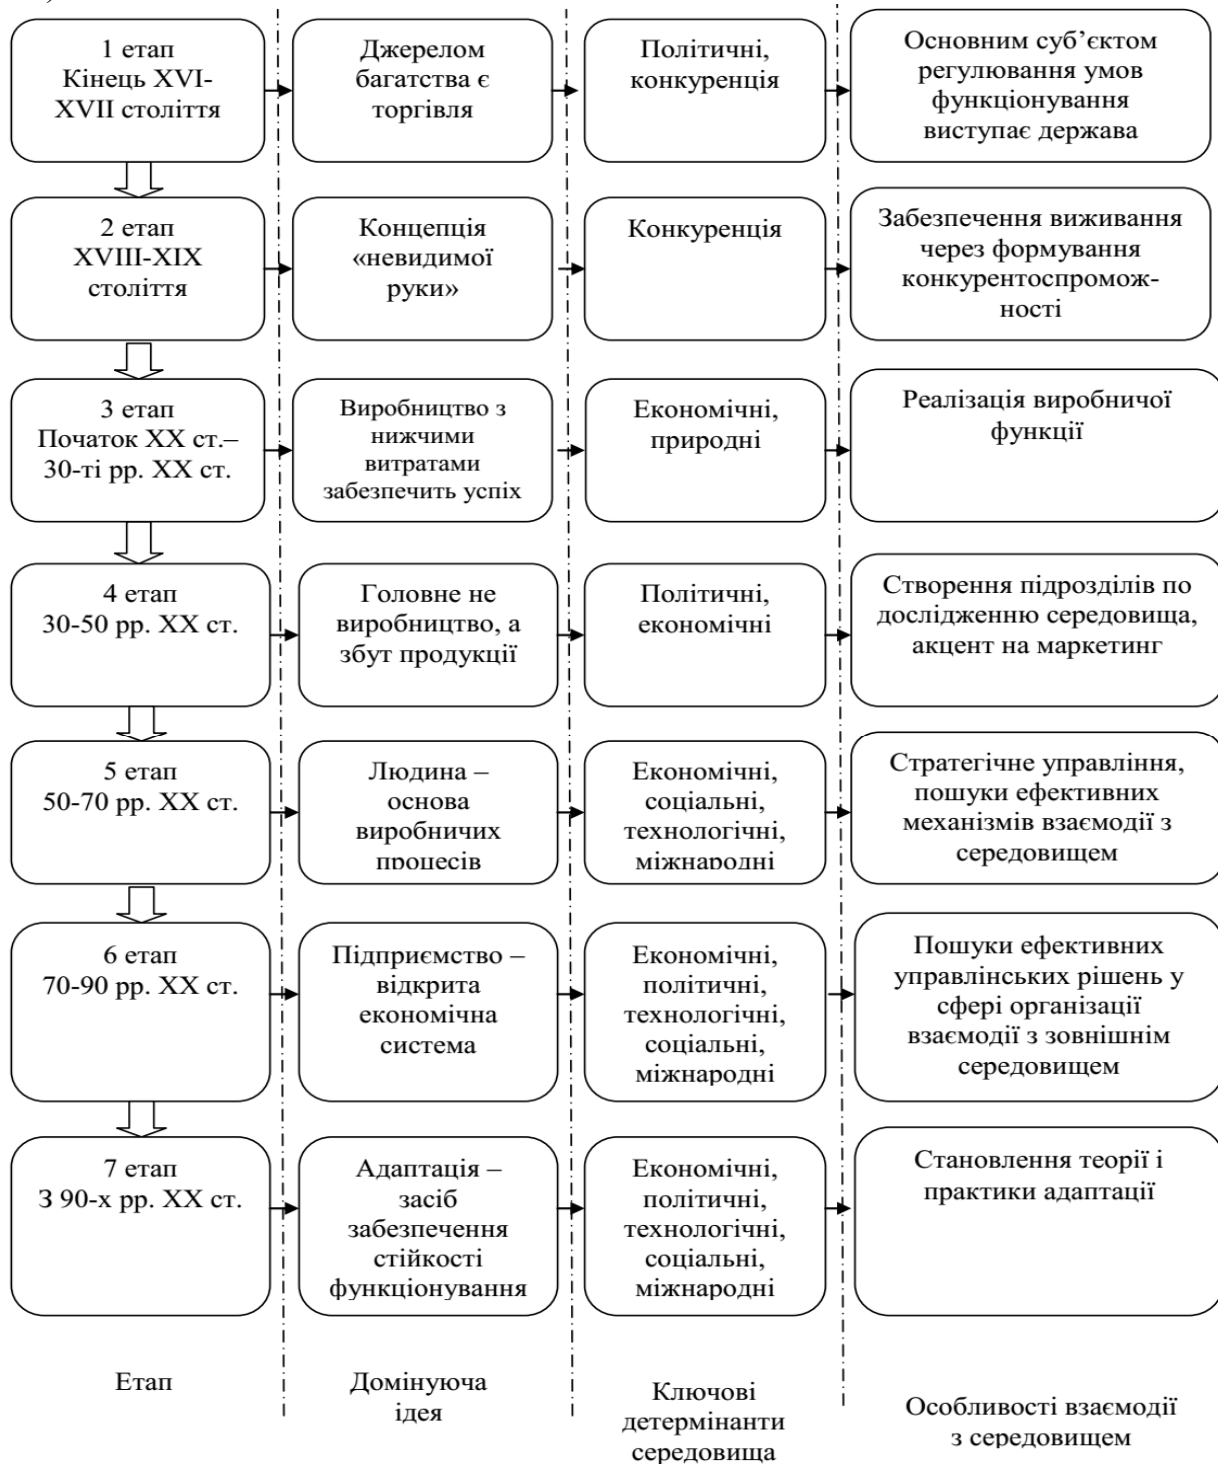 1 етап
Кінець XVI-
XVII століття
Джерелом
багатства є
торгівля
Політичні,
конкуренція
Основним суб’єктом
регулювання умов
функціонування
виступає держава
2 етап
XVIII-XIX
століття
Концепція
«невидимої
руки»
Конкуренція
Забезпечення виживання
через формування
конкурентоспромож-
ності
3 етап
Початок XX ст.–
30-ті рр. XX ст.
Виробництво з
нижчими
витратами
забезпечить успіх
Економічні,
природні
Реалізація виробничої
функції
4 етап
30-50 рр. XX ст.
Головне не
виробництво, а
збут продукції
Політичні,
економічні
Створення підрозділів по
дослідженню середовища,
акцент на маркетинг
5 етап
50-70 рр. XX ст.
Людина –
основа
виробничих
процесів
Економічні,
соціальні,
технологічні,
міжнародні
Стратегічне управління,
пошуки ефективних
механізмів взаємодії з
середовищем
6 етап
70-90 рр. XX ст.
Підприємство –
відкрита
економічна
система
Економічні,
політичні,
технологічні,
соціальні,
міжнародні
Пошуки ефективних
управлінських рішень у
сфері організації
взаємодії з зовнішнім
середовищем
7 етап
З 90-х рр. XX ст.
Адаптація –
засіб
забезпечення
стійкості
функціонування
Економічні,
політичні,
технологічні,
соціальні,
міжнародні
Становлення теорії і
практики адаптації
Етап
Домінуюча
ідея
Ключові
детермінанти
середовища
Особливості взаємодії
з середовищем